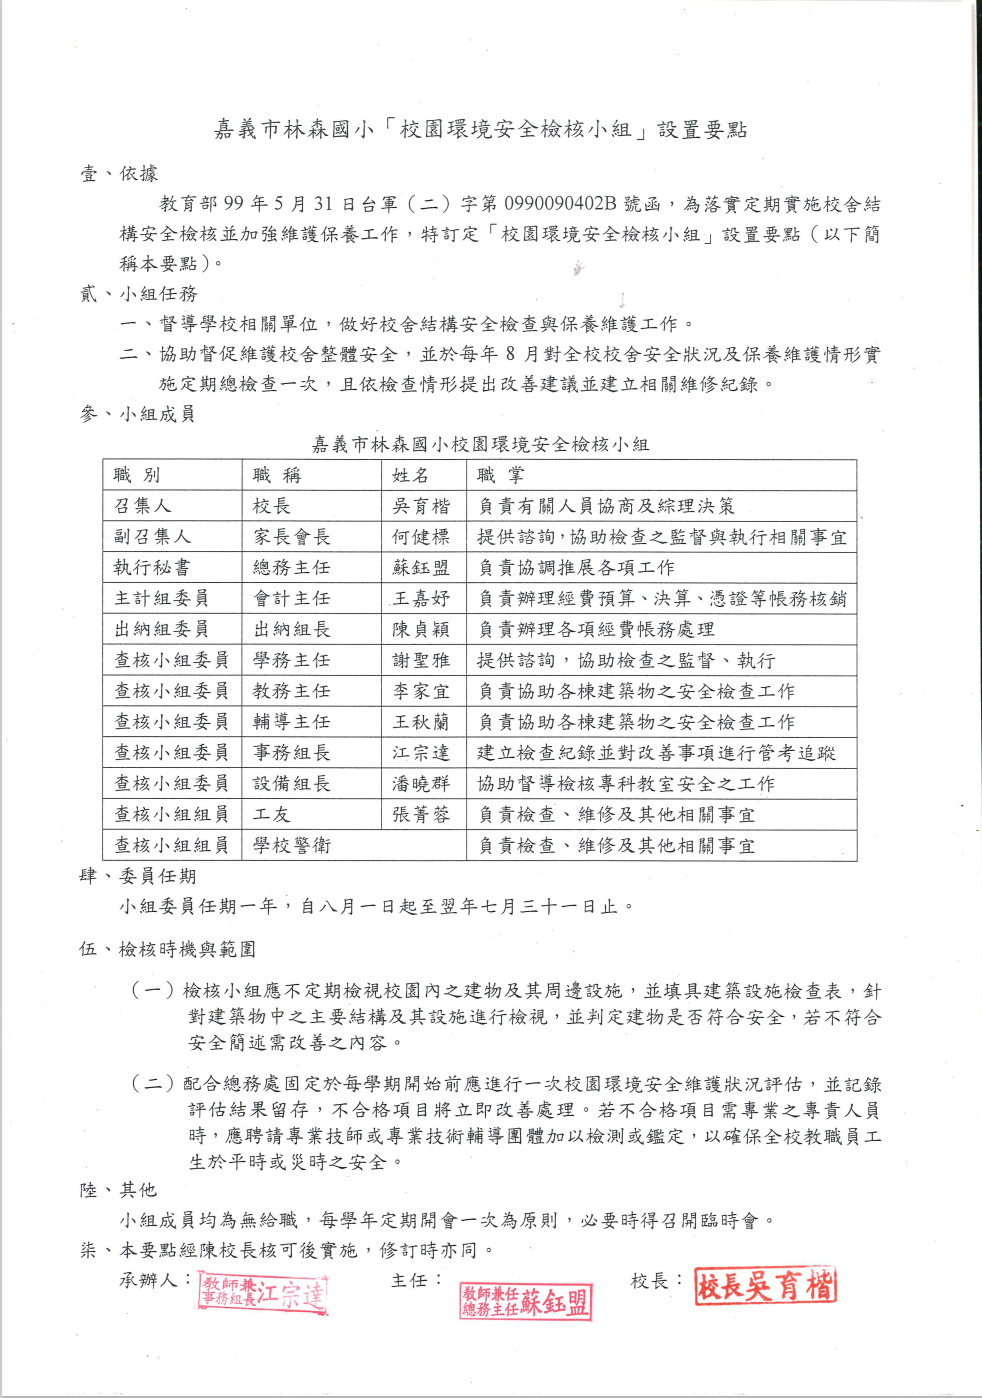 嘉義市林森國小「校園環境安全檢核小組」設置要點
壹、依據
教育部 99 年 5 月 31 日台軍（二）字第 0990090402B 號函，為落實定期實施校舍結
構安全檢核並加強維護保養工作，特訂定「校園環境安全檢核小組」設置要點（以下簡
稱本要點）。
貳、小組任務
一、督導學校相關單位，做好校舍結構安全檢查與保養維護工作。
二、協助督促維護校舍整體安全，並於每年 8 月對全校校舍安全狀況及保養維護情形實
施定期總檢查一次，且依檢查情形提出改善建議並建立相關維修紀錄。
參、小組成員
嘉義市林森國小校園環境安全檢核小組
職 別 職 稱 姓名 職 掌
召集人 校長 吳育楷 負責有關人員協商及綜理決策
副召集人 家長會長 何健標 提供諮詢，協助檢查之監督與執行相關事宜
執行秘書 總務主任 蘇鈺盟 負責協調推展各項工作
主計組委員 會計主任 王嘉妤 負責辦理經費預算、決算、憑證等帳務核銷
出納組委員 出納組長 陳貞穎 負責辦理各項經費帳務處理
查核小組委員 學務主任 謝聖雅 提供諮詢，協助檢查之監督、執行
查核小組委員 教務主任 李家宜 負責協助各棟建築物之安全檢查工作
查核小組委員 輔導主任 王秋蘭 負責協助各棟建築物之安全檢查工作
查核小組委員 事務組長 江宗達 建立檢查紀錄並對改善事項進行管考追蹤
查核小組委員 設備組長 潘曉群 協助督導檢核專科教室安全之工作
查核小組組員 工友 張菁蓉 負責檢查、維修及其他相關事宜
查核小組組員 學校警衛 負責檢查、維修及其他相關事宜
肆、委員任期
小組委員任期一年，自八月一日起至翌年七月三十一日止。
伍、檢核時機與範圍
（一）檢核小組應不定期檢視校園內之建物及其周邊設施，並填具建築設施檢查表，針
對建築物中之主要結構及其設施進行檢視，並判定建物是否符合安全，若不符合
安全簡述需改善之內容。
（二）配合總務處固定於每學期開始前應進行一次校園環境安全維護狀況評估，並記錄
評估結果留存，不合格項目將立即改善處理。若不合格項目需專業之專責人員
時，應聘請專業技師或專業技術輔導團體加以檢測或鑑定，以確保全校教職員工
生於平時或災時之安全。
陸、其他
小組成員均為無給職，每學年定期開會一次為原則，必要時得召開臨時會。
柒、本要點經陳校長核可後實施，修訂時亦同。
承辦人： 教師兼事務組長江宗達 主任： 教師兼任總務主任蘇鈺盟 校長： 校長吳育楷